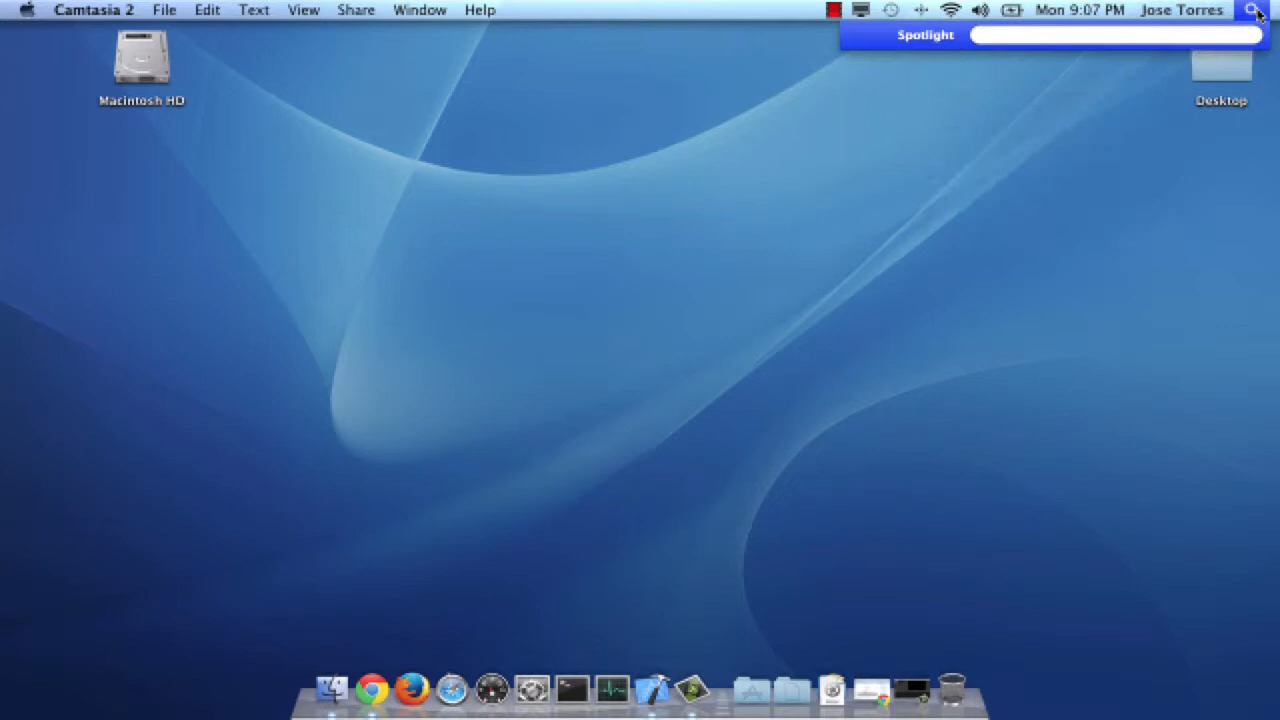 Camtasia 2 File Edit Text View Share Window Help Mon 9:07 PM Jose Torres
Spotlight
Macintosh HD
Desktop